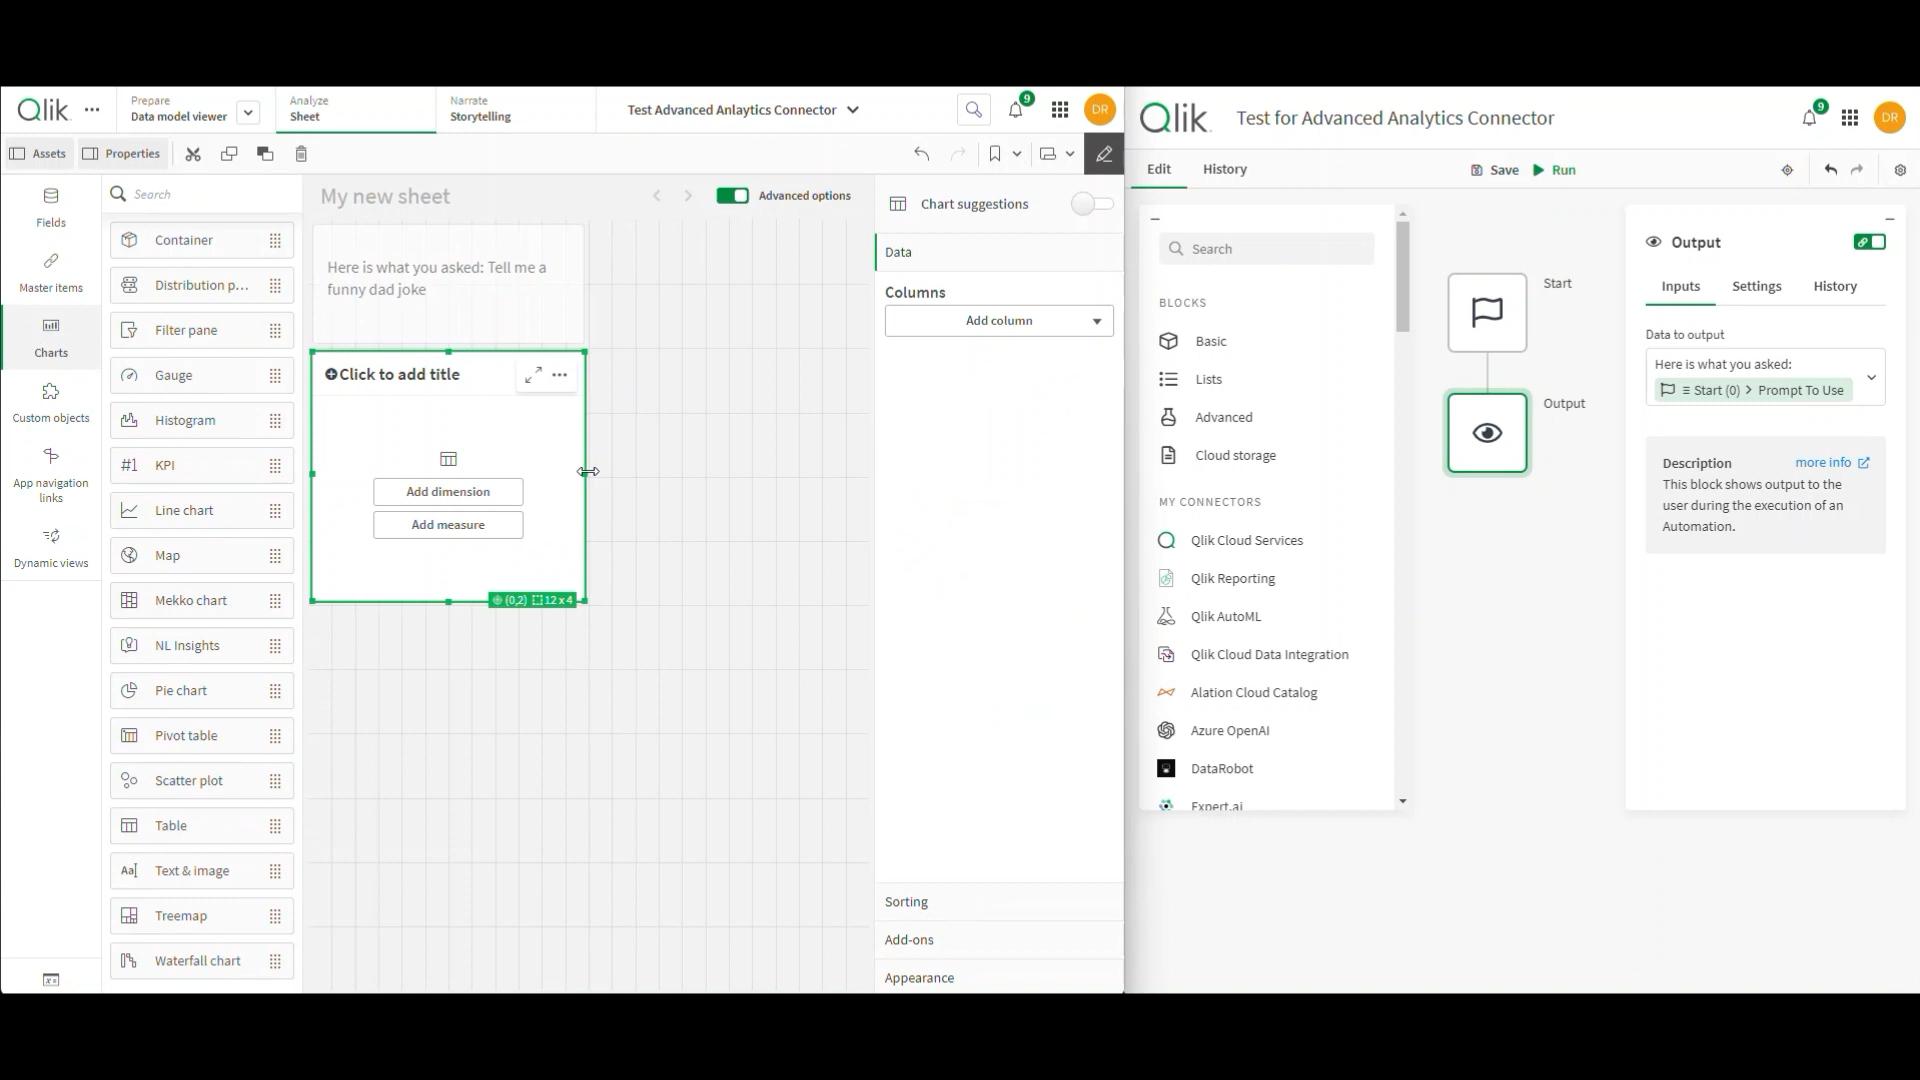 Qlik
Prepare
Data model viewer
Analyze
Sheet
Narrate
Storytelling
Test Advanced Anlaytics Connector
9
DR
Assets
Properties
Fields
Master items
Charts
Custom objects
App navigation
links
Dynamic views
Search
Container
Distribution p...
Filter pane
Gauge
Histogram
#1 KPI
Line chart
Map
Mekko chart
NL Insights
Pie chart
Pivot table
Scatter plot
Table
Text & image
Treemap
Waterfall chart
My new sheet
Advanced options
Here is what you asked: Tell me a
funny dad joke
Click to add title
Add dimension
Add measure
(0,2) 12 x 4
Chart suggestions
Data
Columns
Add column
Sorting
Add-ons
Appearance
Qlik
Test for Advanced Analytics Connector
9
DR
Edit
History
Save
Run
Search
BLOCKS
Basic
Lists
Advanced
Cloud storage
MY CONNECTORS
Qlik Cloud Services
Qlik Reporting
Qlik AutoML
Qlik Cloud Data Integration
Alation Cloud Catalog
Azure OpenAI
DataRobot
Expert.ai
Start
Output
Output
Inputs
Settings
History
Data to output
Here is what you asked:
Start (0) > Prompt To Use
Description
more info
This block shows output to the
user during the execution of an
Automation.